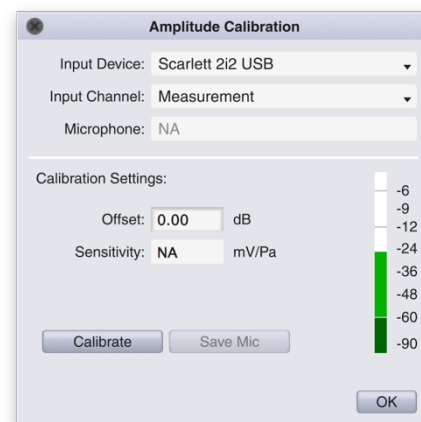 Amplitude Calibration
Input Device: Scarlett 2i2 USB
Input Channel: Measurement
Microphone: NA
Calibration Settings:
Offset: 0.00 dB
Sensitivity: NA mV/Pa
-6
-9
-12
-24
-36
-48
-60
-90
Calibrate Save Mic
OK